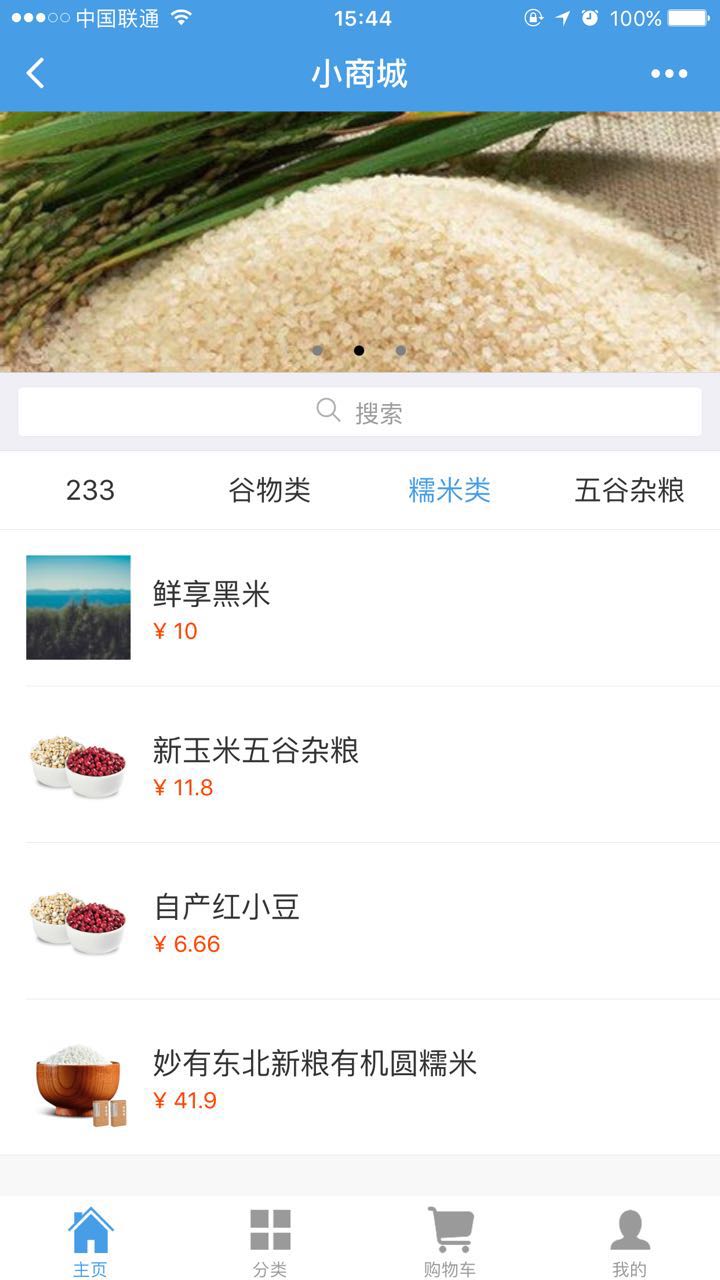 中国联通 15:44 100%
小商城
搜索
233 谷物类 糯米类 五谷杂粮
鲜享黑米
¥ 10
新玉米五谷杂粮
¥ 11.8
自产红小豆
¥ 6.66
妙有东北新粮有机圆糯米
¥ 41.9
主页 分类 购物车 我的